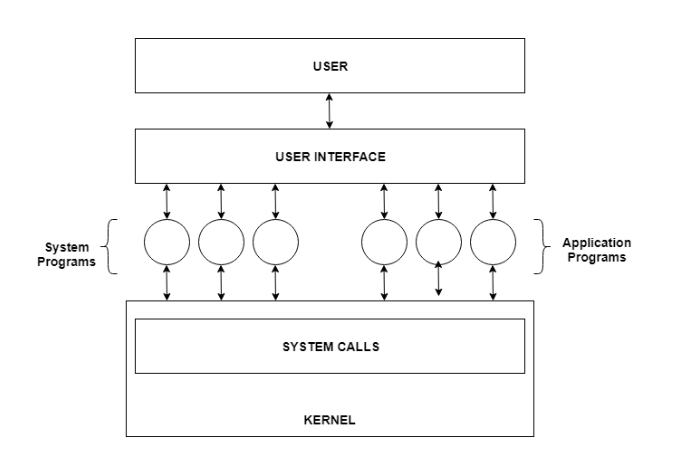 USER
USER INTERFACE
System
Programs
Application
Programs
SYSTEM CALLS
KERNEL